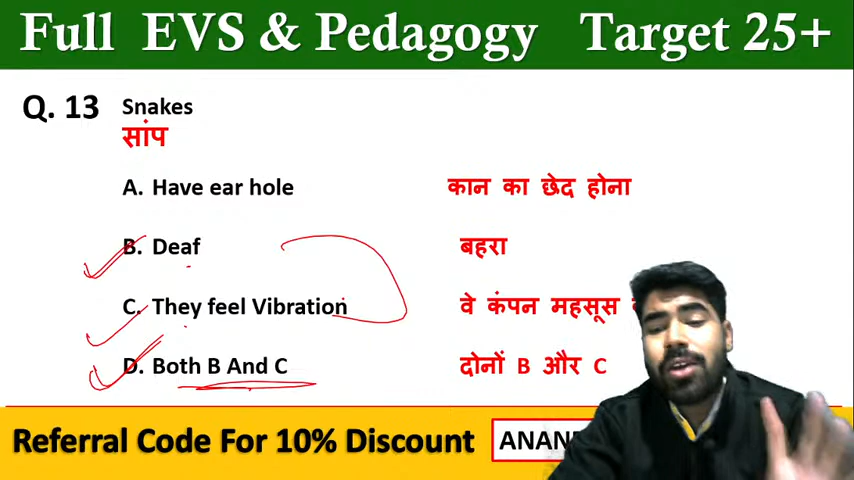 Full EVS & Pedagogy Target 25+
Q. 13 Snakes
सांप
A. Have ear hole कान का छेद होना
B. Deaf बहरा
C. They feel Vibration वे कंपन महसूस
D. Both B And C दोनों B और C
Referral Code For 10% Discount